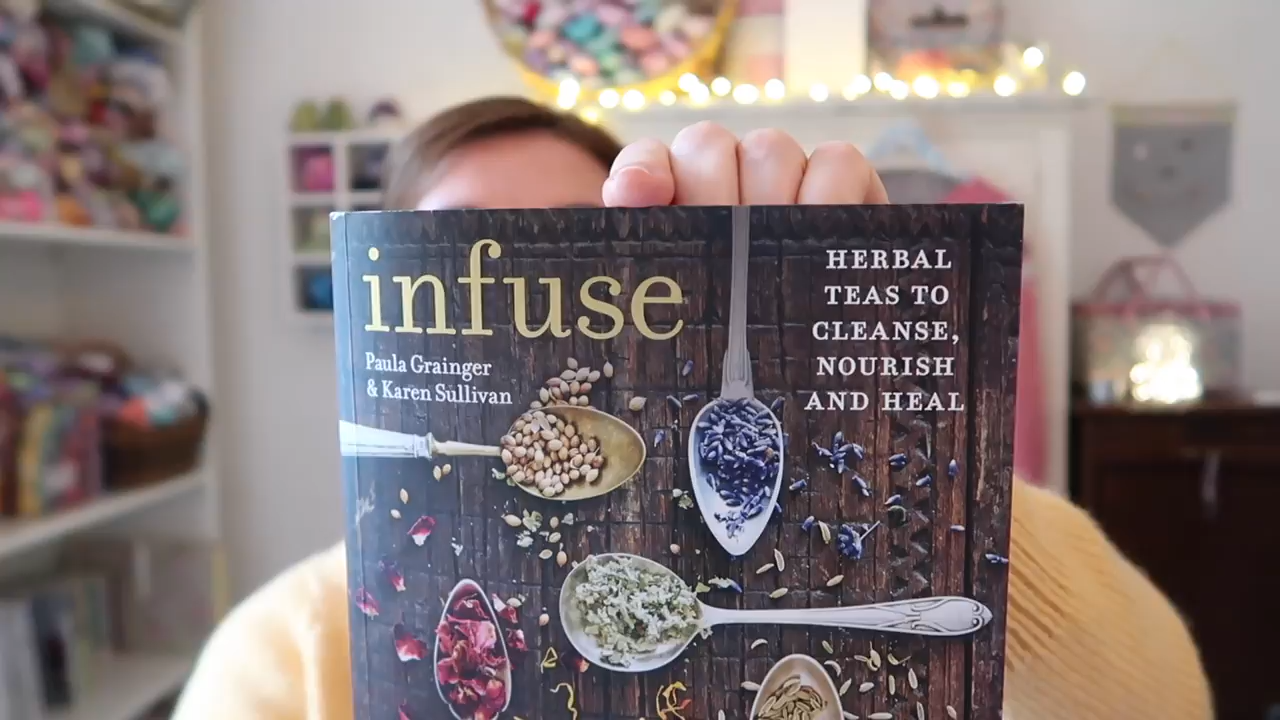 infuse
Paula Grainger
& Karen Sullivan
HERBAL
TEAS TO
CLEANSE,
NOURISH
AND HEAL